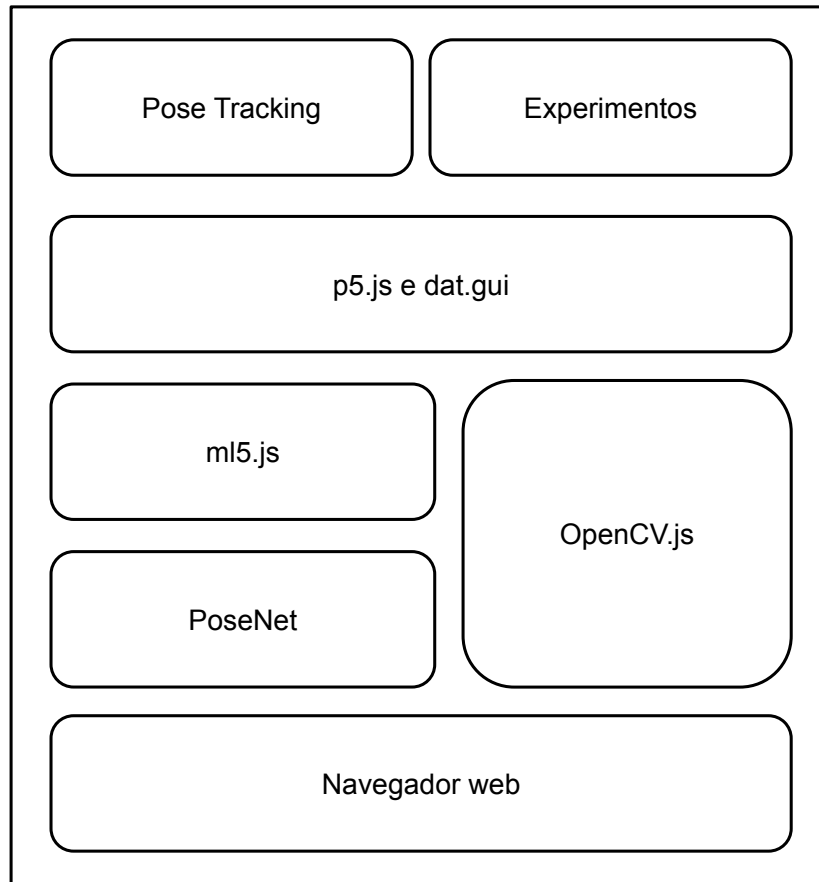 Pose Tracking
Experimentos
p5.js e dat.gui
ml5.js
OpenCV.js
PoseNet
Navegador web